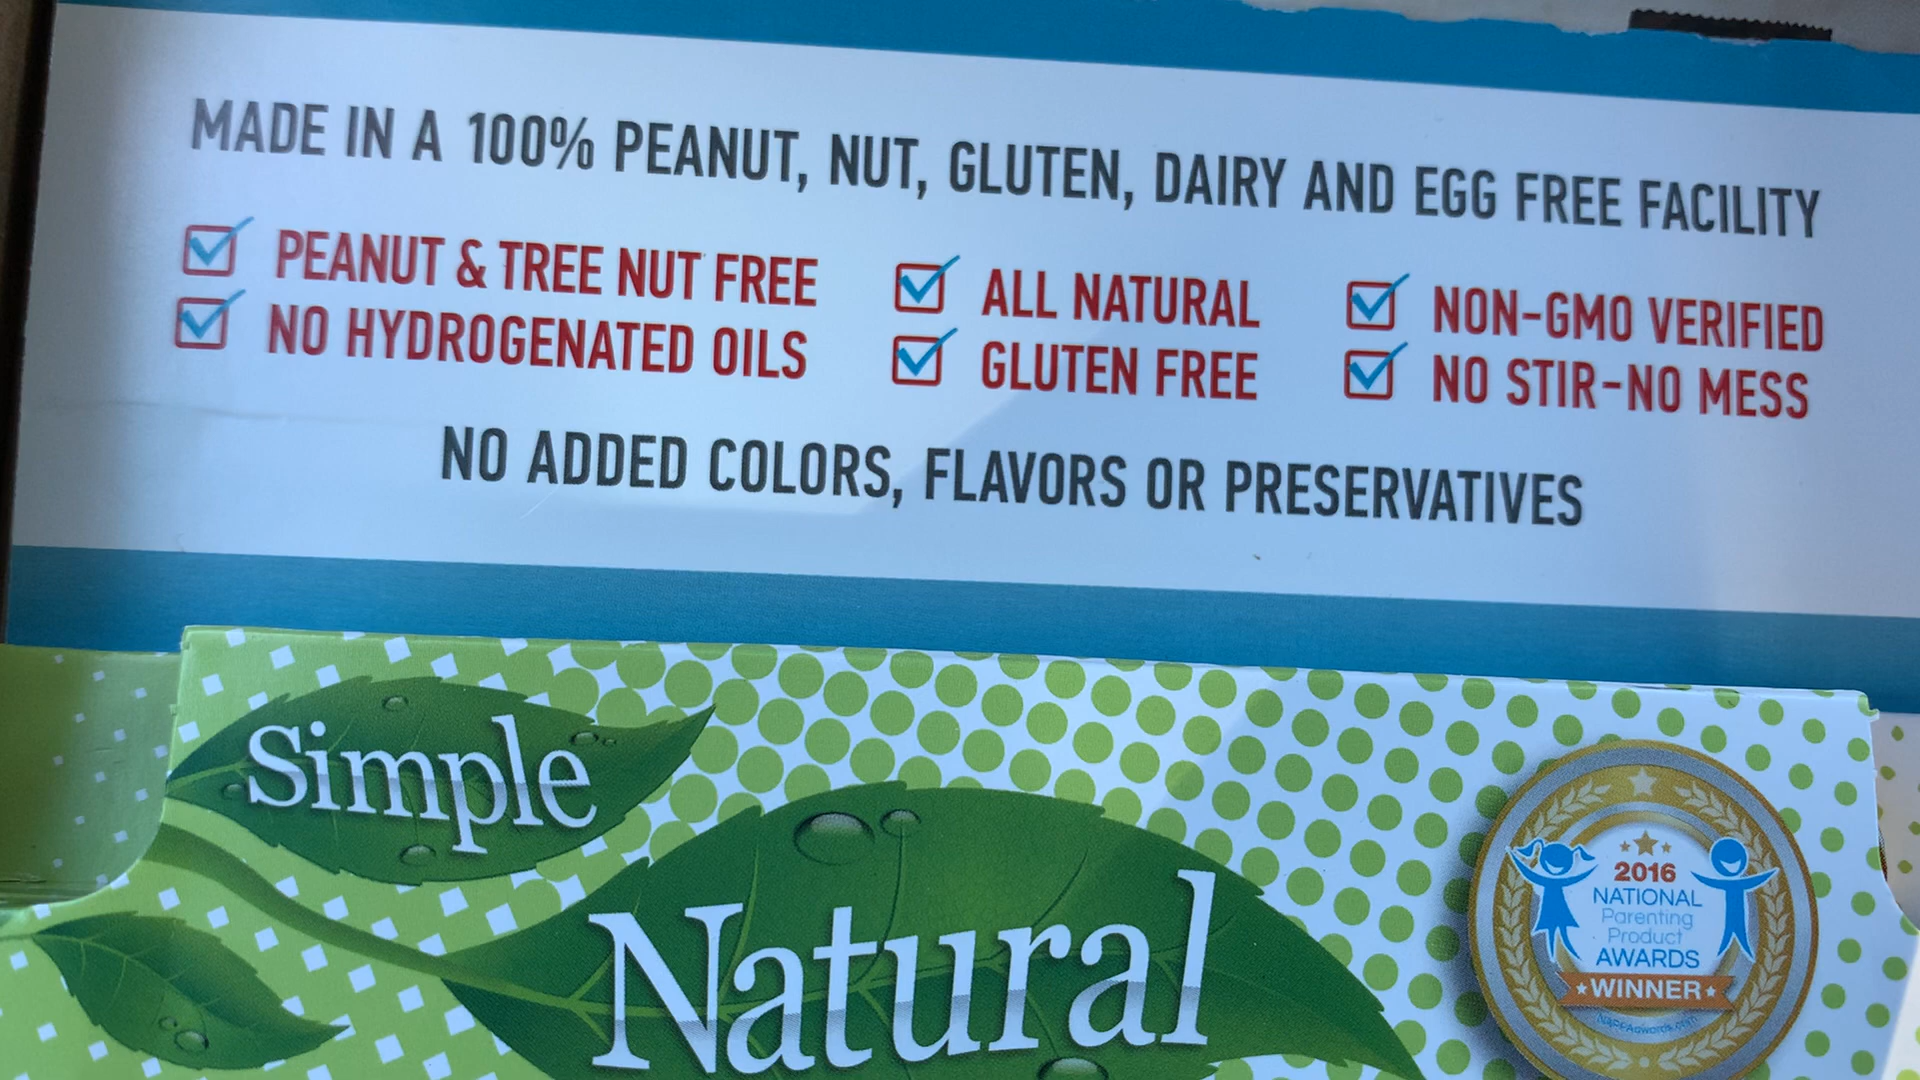 MADE IN A 100% PEANUT, NUT, GLUTEN, DAIRY AND EGG FREE FACILITY
PEANUT & TREE NUT FREE
ALL NATURAL
NON-GMO VERIFIED
NO HYDROGENATED OILS
GLUTEN FREE
NO STIR-NO MESS
NO ADDED COLORS, FLAVORS OR PRESERVATIVES
Simple
Natural
2016
NATIONAL
Parenting
Product
AWARDS
WINNER
NAPPAawards.com